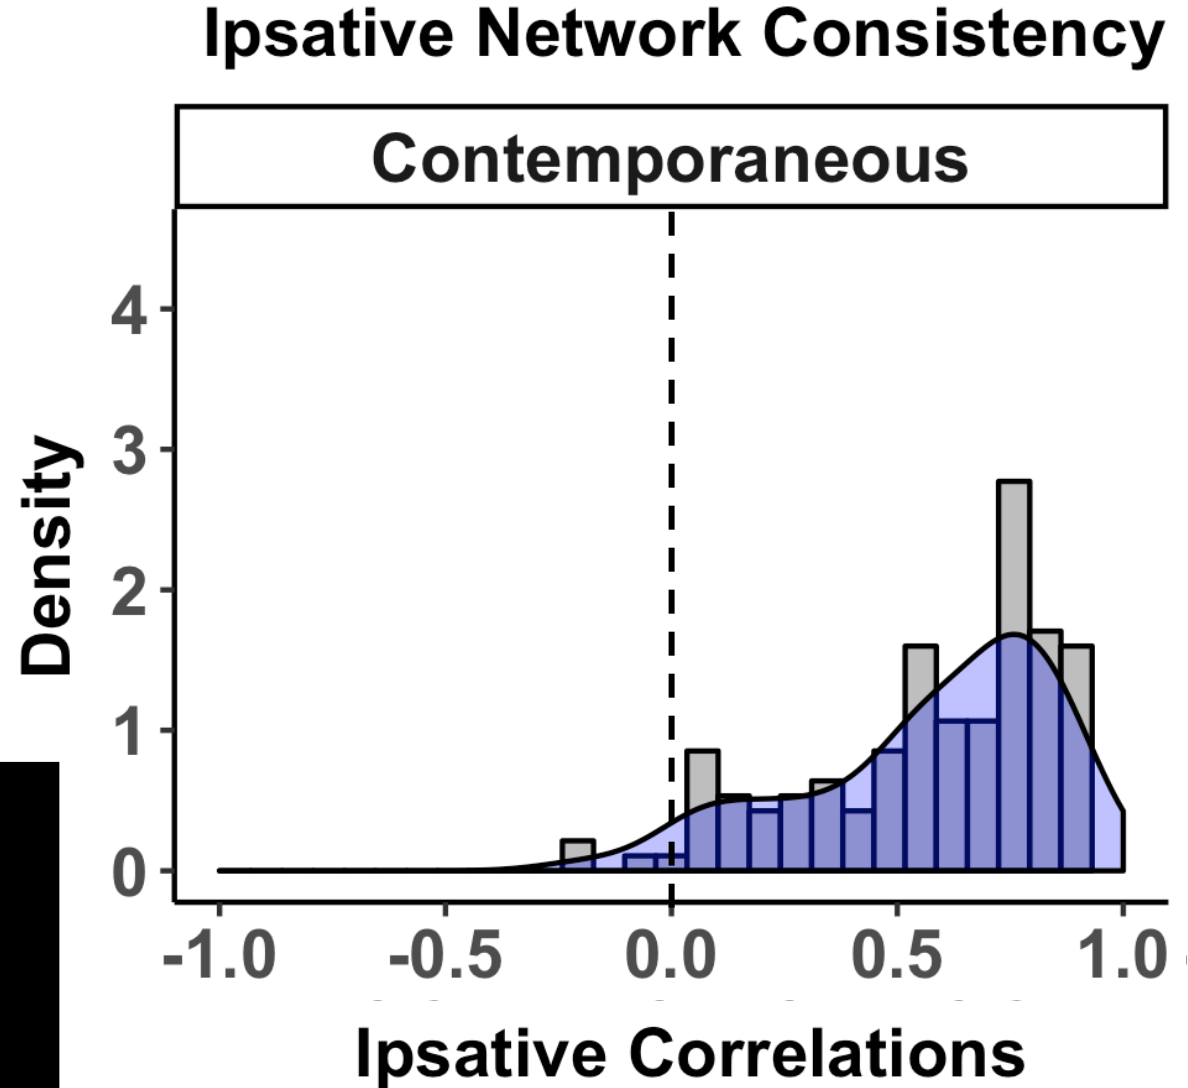 Ipsative Network Consistency
Contemporaneous
4
3
2
1
0
Density
-1.0 -0.5 0.0 0.5 1.0
Ipsative Correlations